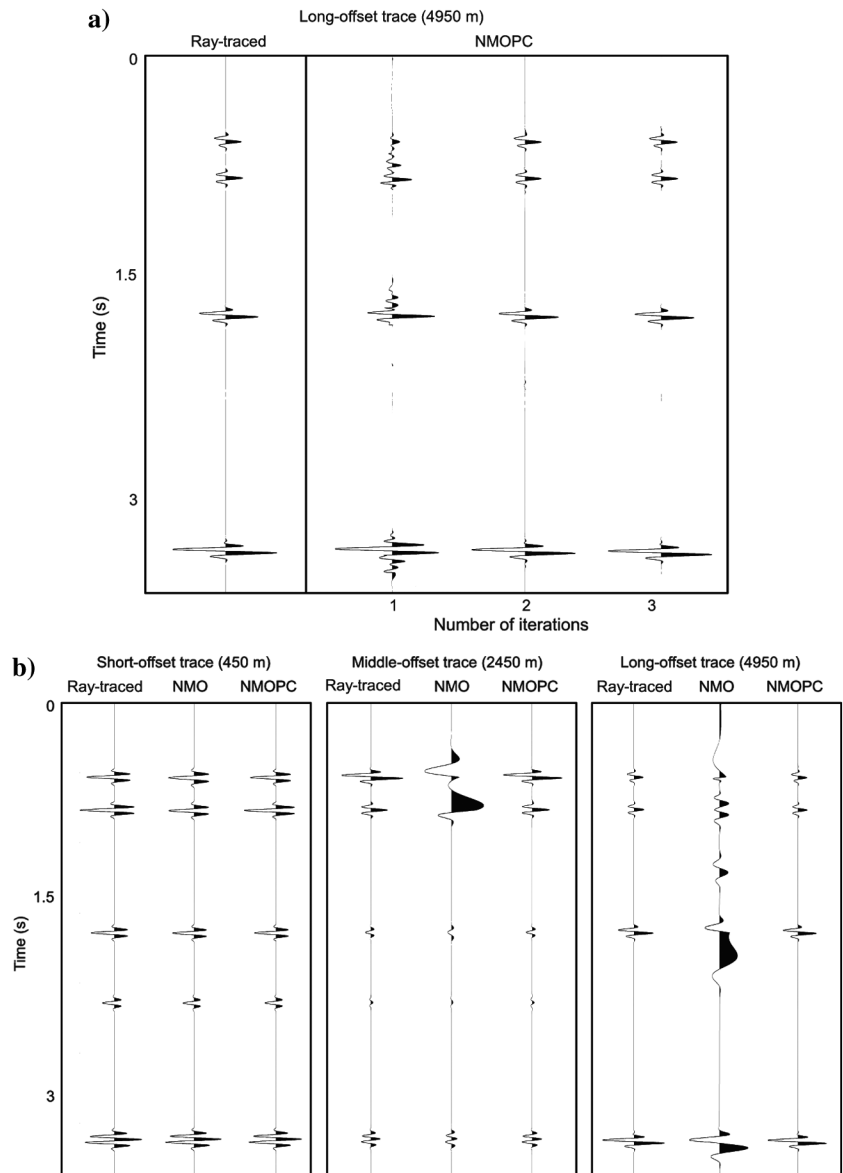 a)
Long-offset trace (4950 m)
Ray-traced NMOPC
0
1.5
3
Time (s)
1 2 3
Number of iterations
b)
Short-offset trace (450 m) Middle-offset trace (2450 m) Long-offset trace (4950 m)
Ray-traced NMO NMOPC Ray-traced NMO NMOPC Ray-traced NMO NMOPC
0
1.5
3
Time (s)